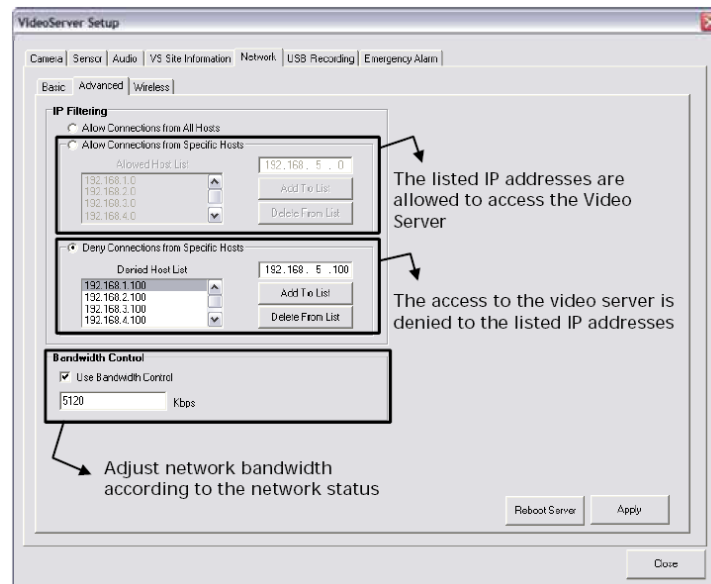 VideoServer Setup
Camera Sensor Audio VS Site Information Network USB Recording Emergency Alarm
Basic Advanced Wireless
IP Filtering
Allow Connections from All Hosts
Allow Connections from Specific Hosts
Allowed Host List
192.168. 5 . 0
192.168.1.0
192.168.2.0
192.168.3.0
192.168.4.0
Add To List
Delete From List
The listed IP addresses are
allowed to access the Video
Server
Deny Connections from Specific Hosts
Denied Host List
192.168. 5 .100
192.168.1.100
192.168.2.100
192.168.3.100
192.168.4.100
Add To List
Delete From List
The access to the video server is
denied to the listed IP addresses
Bandwidth Control
Use Bandwidth Control
5120 Kbps
Adjust network bandwidth
according to the network status
Reboot Server Apply
Close